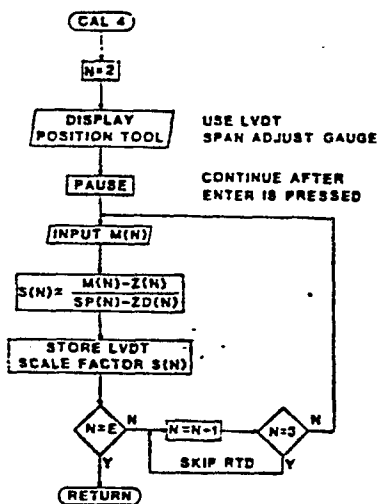 CAL 4
N=2
DISPLAY
POSITION TOOL
USE LVDT
SPAN ADJUST GAUGE
PAUSE
CONTINUE AFTER
ENTER IS PRESSED
INPUT M(N)
S(N)= M(N)-Z(N)
SP(N)-ZD(N)
STORE LVDT
SCALE FACTOR S(N)
N=E
N
N=N+1
N=3
N
SKIP RTD
Y
Y
RETURN